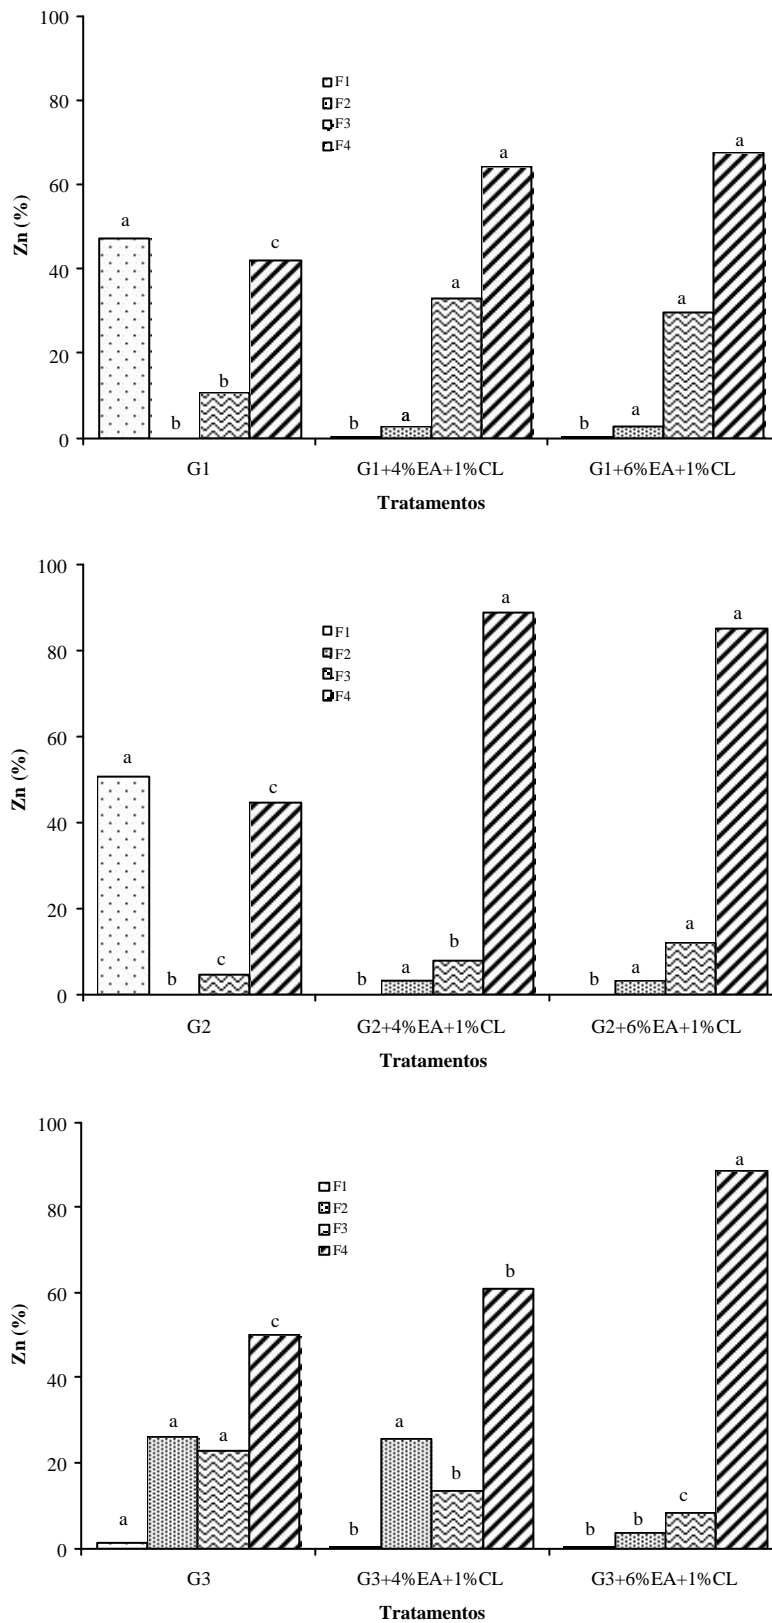 100
80
60
40
20
0
Zn (%)
F1
F2
F3
F4
a b b c
b a a a
b a a a
G1 G1+4%EA+1%CL G1+6%EA+1%CL
Tratamentos
100
80
60
40
20
0
Zn (%)
F1
F2
F3
F4
a b c c
b a b a
b a a a
G2 G2+4%EA+1%CL G2+6%EA+1%CL
Tratamentos
100
80
60
40
20
0
Zn (%)
F1
F2
F3
F4
a a a c
b a b b
b b c a
G3 G3+4%EA+1%CL G3+6%EA+1%CL
Tratamentos